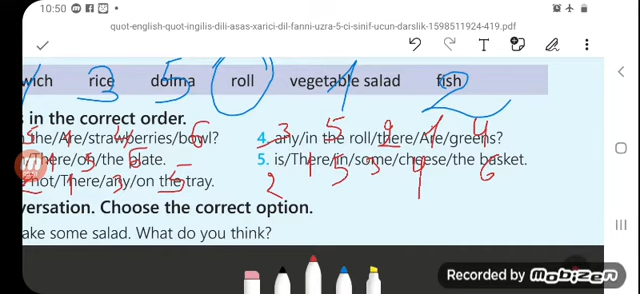 10:50
quot-english-quot-ingilis-dili-asas-xarici-dil-fanni-uzra-5-ci-sinif-ucun-darslik-1598511924-419.pdf
wich rice dolma roll vegetable salad fish
3 5 1 2
s in the correct order.
the/Are/strawberries/bowl? 4. any/in the roll/there/Are/greens?
here/on/the plate. 5. is/There/in/some/cheese/the basket.
not/There/any/on the tray.
versation. Choose the correct option.
ake some salad. What do you think?
Recorded by mobizen